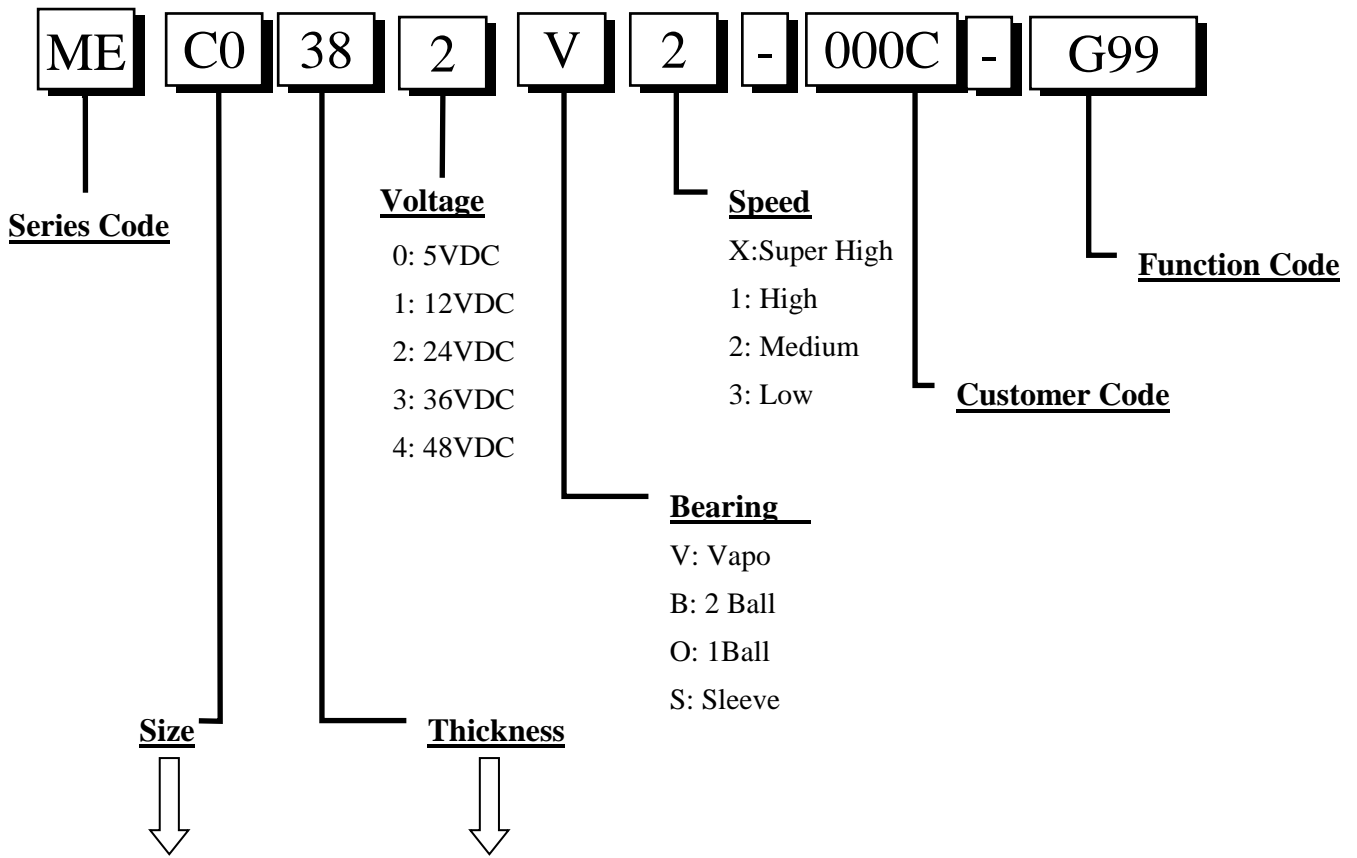 ME C0 38 2 V 2 - 000C - G99
Series Code
Voltage
0: 5VDC
1: 12VDC
2: 24VDC
3: 36VDC
4: 48VDC
Speed
X:Super High
1: High
2: Medium
3: Low
Function Code
Customer Code
Bearing
V: Vapo
B: 2 Ball
O: 1Ball
S: Sleeve
Size
Thickness